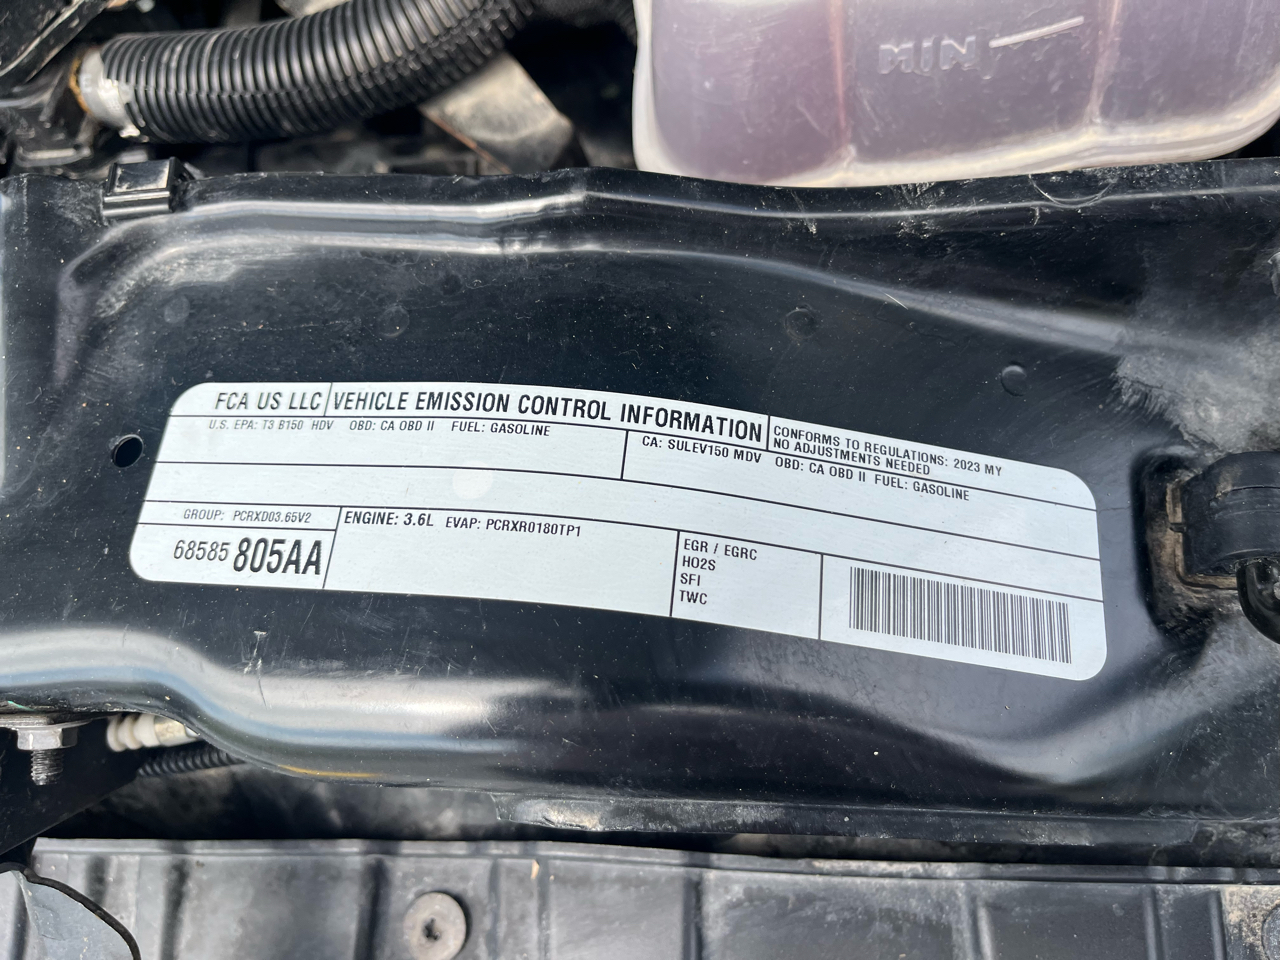 MIN
FCA US LLC VEHICLE EMISSION CONTROL INFORMATION
CONFORMS TO REGULATIONS: 2023 MY
NO ADJUSTMENTS NEEDED
U.S. EPA: T3 B150 HDV OBD: CA OBD II FUEL: GASOLINE
CA: SULEV150 MDV OBD: CA OBD II FUEL: GASOLINE
GROUP: PCRXD03.65V2
68585 805AA
ENGINE: 3.6L EVAP: PCRXR0180TP1
EGR / EGRC
HO2S
SFI
TWC